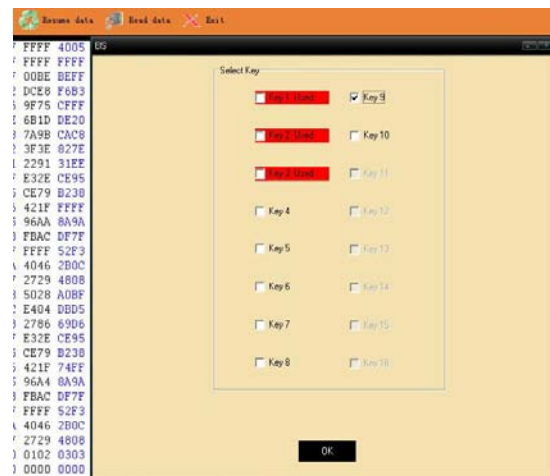 Resume data Read data Exit
FFFF 4005
FFFF FFFF
00BE BEFF
DCE8 F6B3
9F75 CFFF
6B1D DE20
7A9B CAC8
3F3E 827E
2291 31EE
E32E CE95
CE79 B23B
421F FFFF
96AA 8A9A
FBAC DF7F
FFFF 52F3
4046 2B0C
2729 4808
5028 A0BF
E404 DBD5
2786 69D6
E32E CE95
CE79 B23B
421F 74FF
96A4 8A9A
FBAC DF7F
FFFF 52F3
4046 2B0C
2729 4808
0102 0303
0000 0000
EIS
Select Key
Key 1 Used
Key 2 Used
Key 3 Used
Key 4
Key 5
Key 6
Key 7
Key 8
Key 9
Key 10
Key 11
Key 12
Key 13
Key 14
Key 15
Key 16
OK